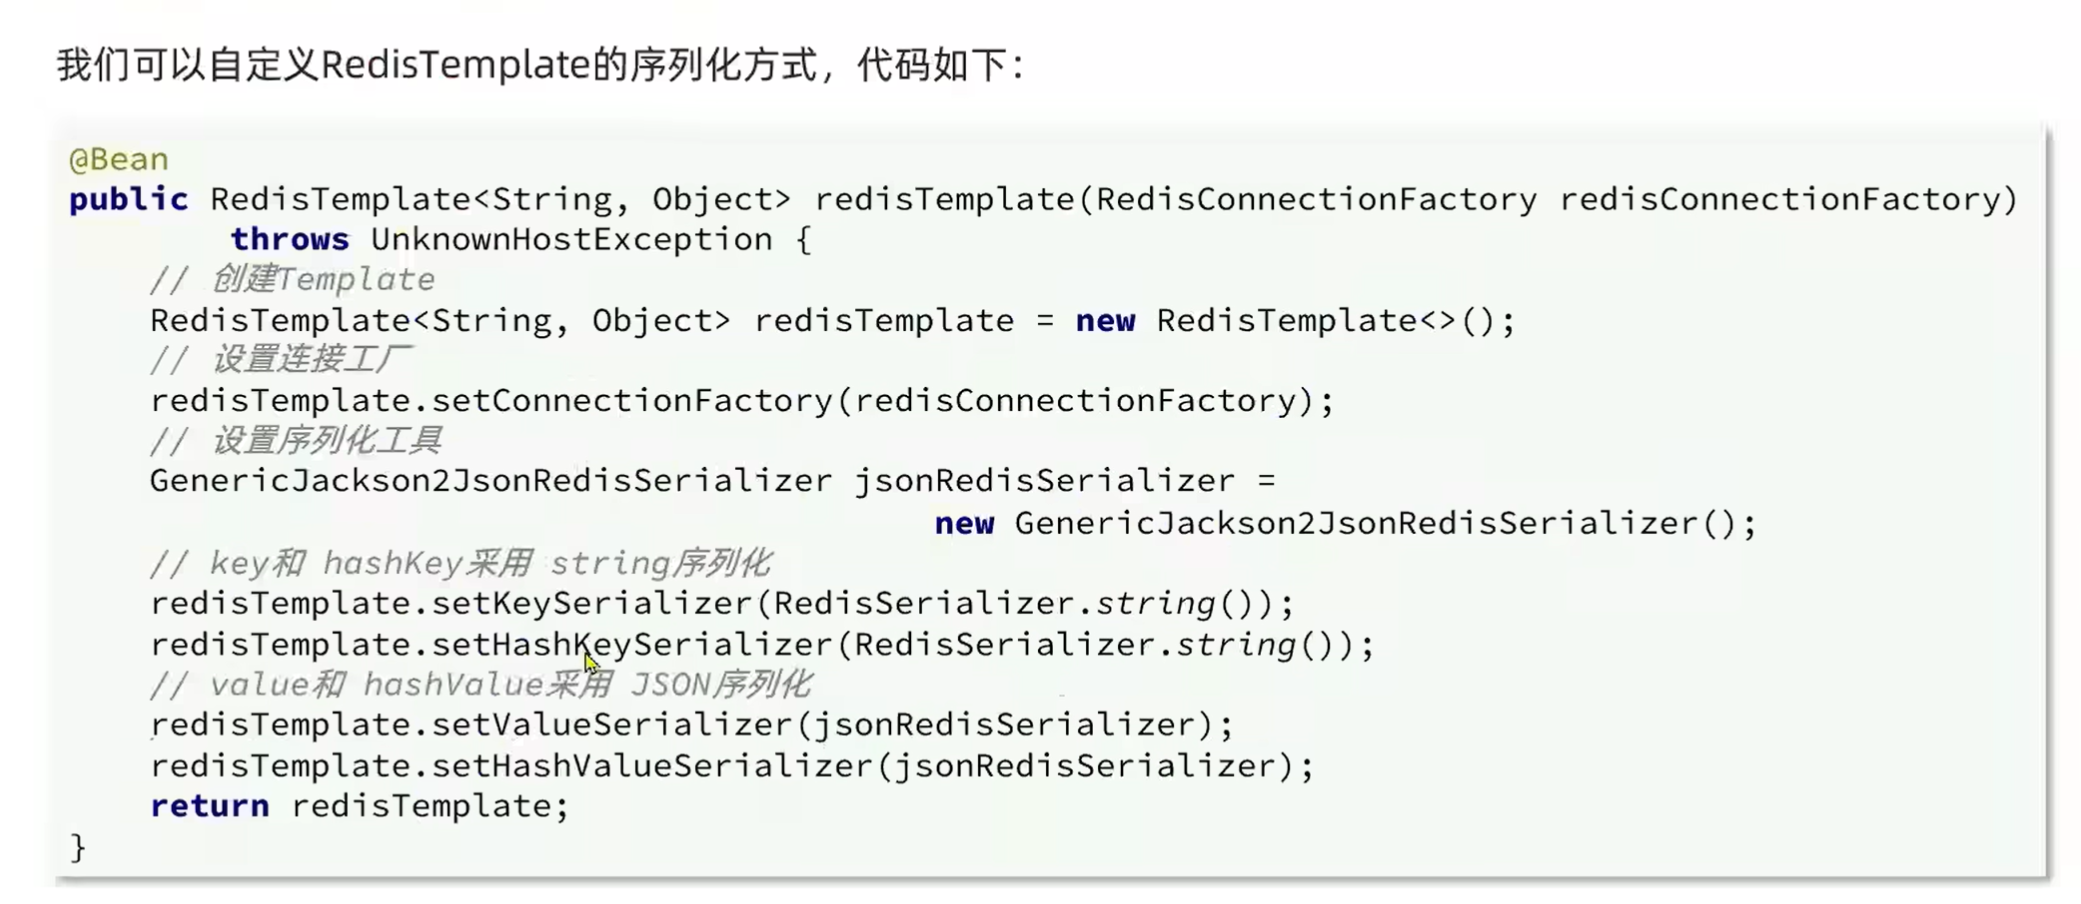 我们可以自定义RedisTemplate的序列化方式，代码如下：
@Bean
public RedisTemplate<String, Object> redisTemplate(RedisConnectionFactory redisConnectionFactory)
        throws UnknownHostException {
    // 创建Template
    RedisTemplate<String, Object> redisTemplate = new RedisTemplate<>();
    // 设置连接工厂
    redisTemplate.setConnectionFactory(redisConnectionFactory);
    // 设置序列化工具
    GenericJackson2JsonRedisSerializer jsonRedisSerializer =
                                            new GenericJackson2JsonRedisSerializer();
    // key和 hashKey采用 string序列化
    redisTemplate.setKeySerializer(RedisSerializer.string());
    redisTemplate.setHashKeySerializer(RedisSerializer.string());
    // value和 hashValue采用 JSON序列化
    redisTemplate.setValueSerializer(jsonRedisSerializer);
    redisTemplate.setHashValueSerializer(jsonRedisSerializer);
    return redisTemplate;
}